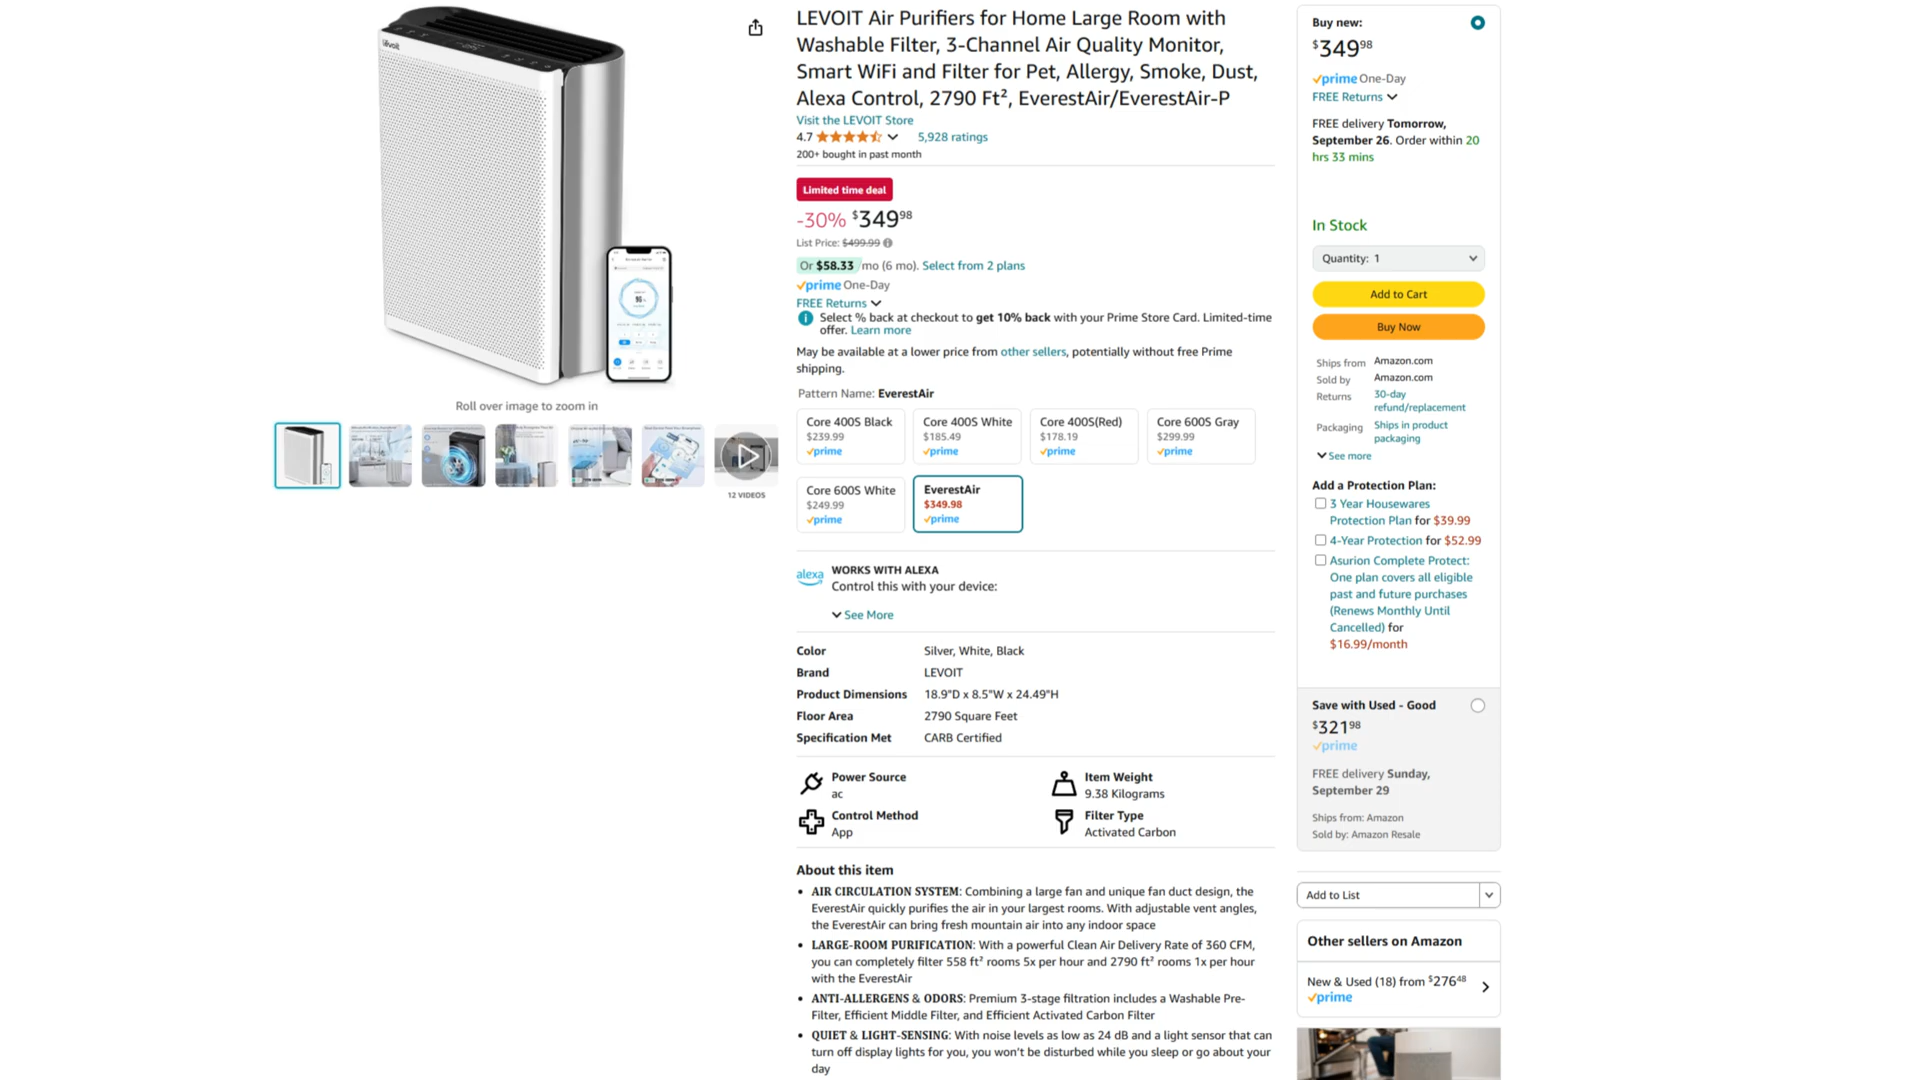 levoit
Roll over image to zoom in
12 VIDEOS
LEVOIT Air Purifiers for Home Large Room with
Washable Filter, 3-Channel Air Quality Monitor,
Smart WiFi and Filter for Pet, Allergy, Smoke, Dust,
Alexa Control, 2790 Ft², EverestAir/EverestAir-P
Visit the LEVOIT Store
4.7 5,928 ratings
200+ bought in past month
Limited time deal
-30% $349 98
List Price: $499.99
Or $58.33 /mo (6 mo). Select from 2 plans
prime One-Day
FREE Returns
Select % back at checkout to get 10% back with your Prime Store Card. Limited-time
offer. Learn more
May be available at a lower price from other sellers, potentially without free Prime
shipping.
Pattern Name: EverestAir
Core 400S Black
$239.99
prime
Core 400S White
$185.49
prime
Core 400S(Red)
$178.19
prime
Core 600S Gray
$299.99
prime
Core 600S White
$249.99
prime
EverestAir
$349.98
prime
alexa
WORKS WITH ALEXA
Control this with your device:
See More
Color Silver, White, Black
Brand LEVOIT
Product Dimensions 18.9"D x 8.5"W x 24.49"H
Floor Area 2790 Square Feet
Specification Met CARB Certified
Power Source
ac
Item Weight
9.38 Kilograms
Control Method
App
Filter Type
Activated Carbon
About this item
• AIR CIRCULATION SYSTEM: Combining a large fan and unique fan duct design, the
EverestAir quickly purifies the air in your largest rooms. With adjustable vent angles,
the EverestAir can bring fresh mountain air into any indoor space
• LARGE-ROOM PURIFICATION: With a powerful Clean Air Delivery Rate of 360 CFM,
you can completely filter 558 ft² rooms 5x per hour and 2790 ft² rooms 1x per hour
with the EverestAir
• ANTI-ALLERGENS & ODORS: Premium 3-stage filtration includes a Washable Pre-
Filter, Efficient Middle Filter, and Efficient Activated Carbon Filter
• QUIET & LIGHT-SENSING: With noise levels as low as 24 dB and a light sensor that can
turn off display lights for you, you won't be disturbed while you sleep or go about your
day
Buy new:
$349 98
prime One-Day
FREE Returns
FREE delivery Tomorrow,
September 26. Order within 20
hrs 33 mins
In Stock
Quantity: 1
Add to Cart
Buy Now
Ships from Amazon.com
Sold by Amazon.com
Returns 30-day
refund/replacement
Packaging Ships in product
packaging
See more
Add a Protection Plan:
3 Year Housewares
Protection Plan for $39.99
4-Year Protection for $52.99
Asurion Complete Protect:
One plan covers all eligible
past and future purchases
(Renews Monthly Until
Cancelled) for
$16.99/month
Save with Used - Good
$321 98
prime
FREE delivery Sunday,
September 29
Ships from: Amazon
Sold by: Amazon Resale
Add to List
Other sellers on Amazon
New & Used (18) from $276 48
prime